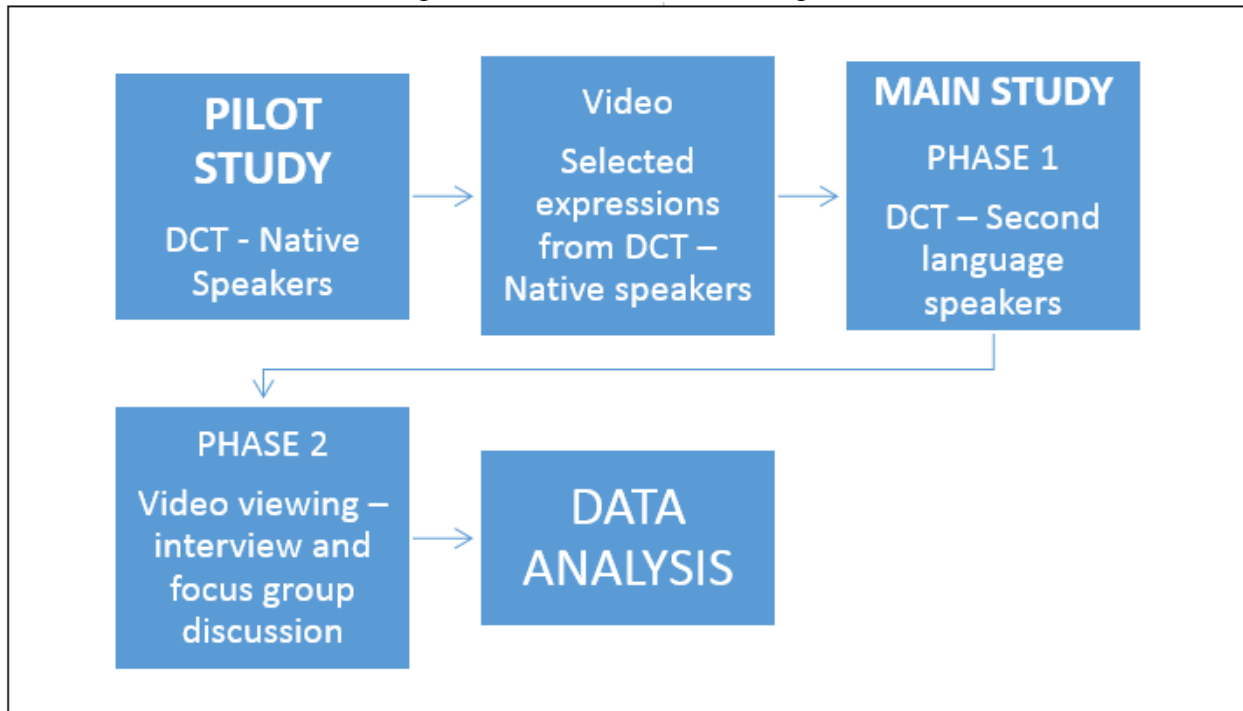 PILOT
STUDY
DCT - Native
Speakers
Video
Selected
expressions
from DCT –
Native speakers
MAIN STUDY
PHASE 1
DCT – Second
language
speakers
PHASE 2
Video viewing –
interview and
focus group
discussion
DATA
ANALYSIS